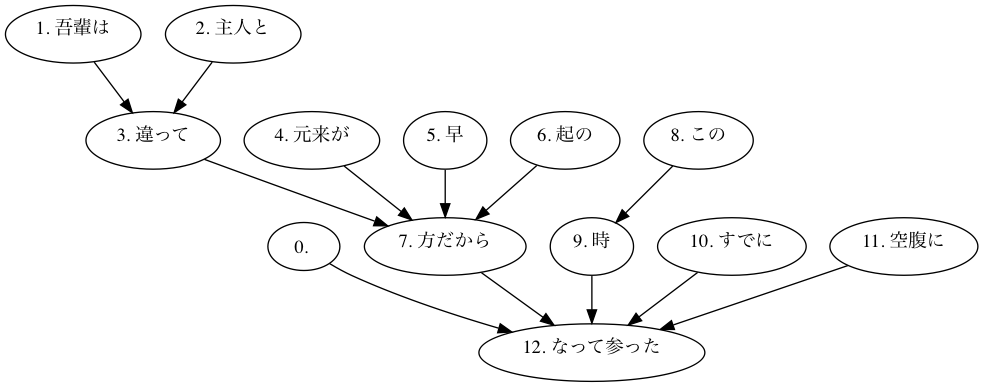 1. 吾輩は
2. 主人と
3. 違って
4. 元来が
5. 早
6. 起の
8. この
0.
7. 方だから
9. 時
10. すでに
11. 空腹に
12. なって参った